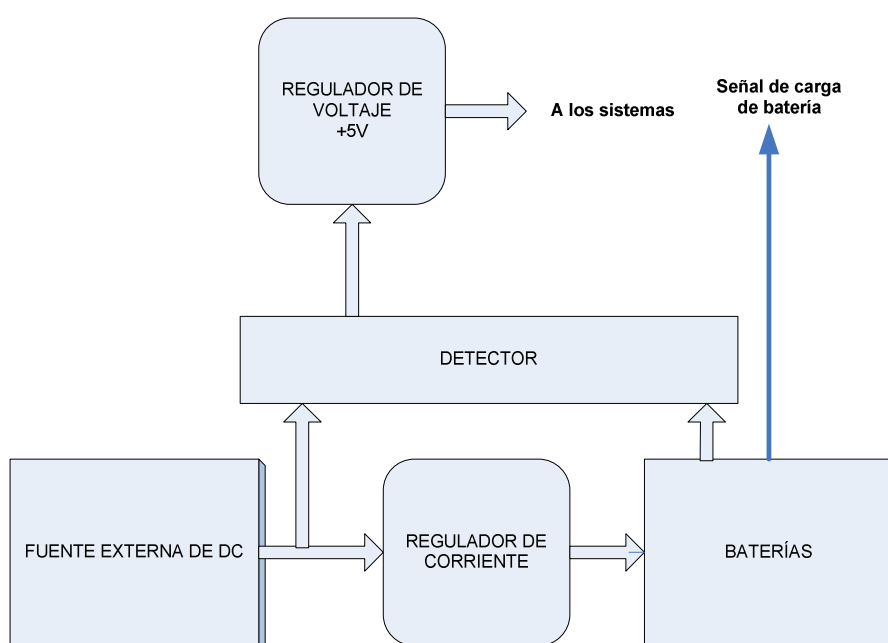 REGULADOR DE
VOLTAJE
+5V
A los sistemas
Señal de carga
de batería
DETECTOR
FUENTE EXTERNA DE DC
REGULADOR DE
CORRIENTE
BATERÍAS